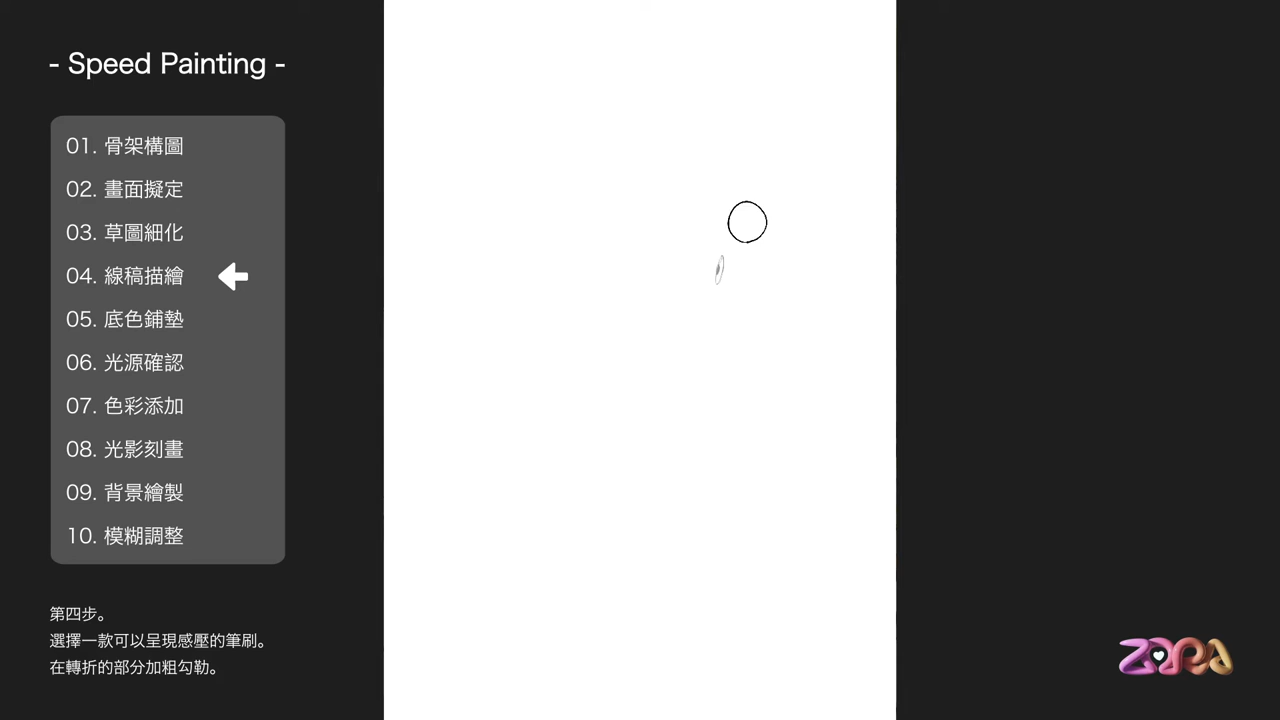 - Speed Painting -
01. 骨架構圖
02. 畫面擬定
03. 草圖細化
04. 線稿描繪
05. 底色鋪墊
06. 光源確認
07. 色彩添加
08. 光影刻畫
09. 背景繪製
10. 模糊調整
第四步。
選擇一款可以呈現感壓的筆刷。
在轉折的部分加粗勾勒。
ZORA